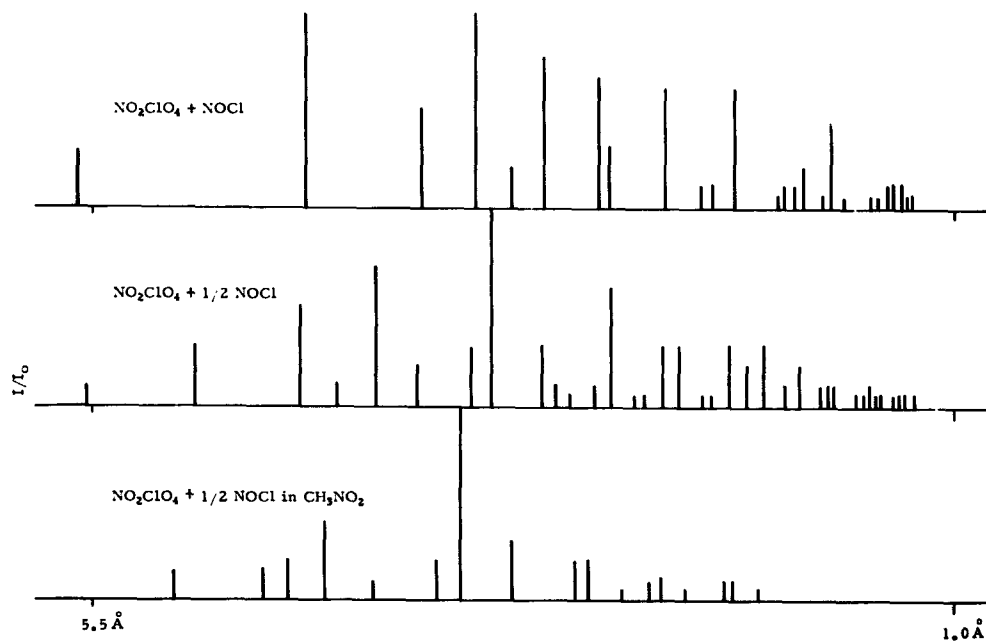 NO₂ClO₄ + NOCl
NO₂ClO₄ + 1/2 NOCl
I/I₀
NO₂ClO₄ + 1/2 NOCl in CH₃NO₂
5.5 Å
1.0 Å